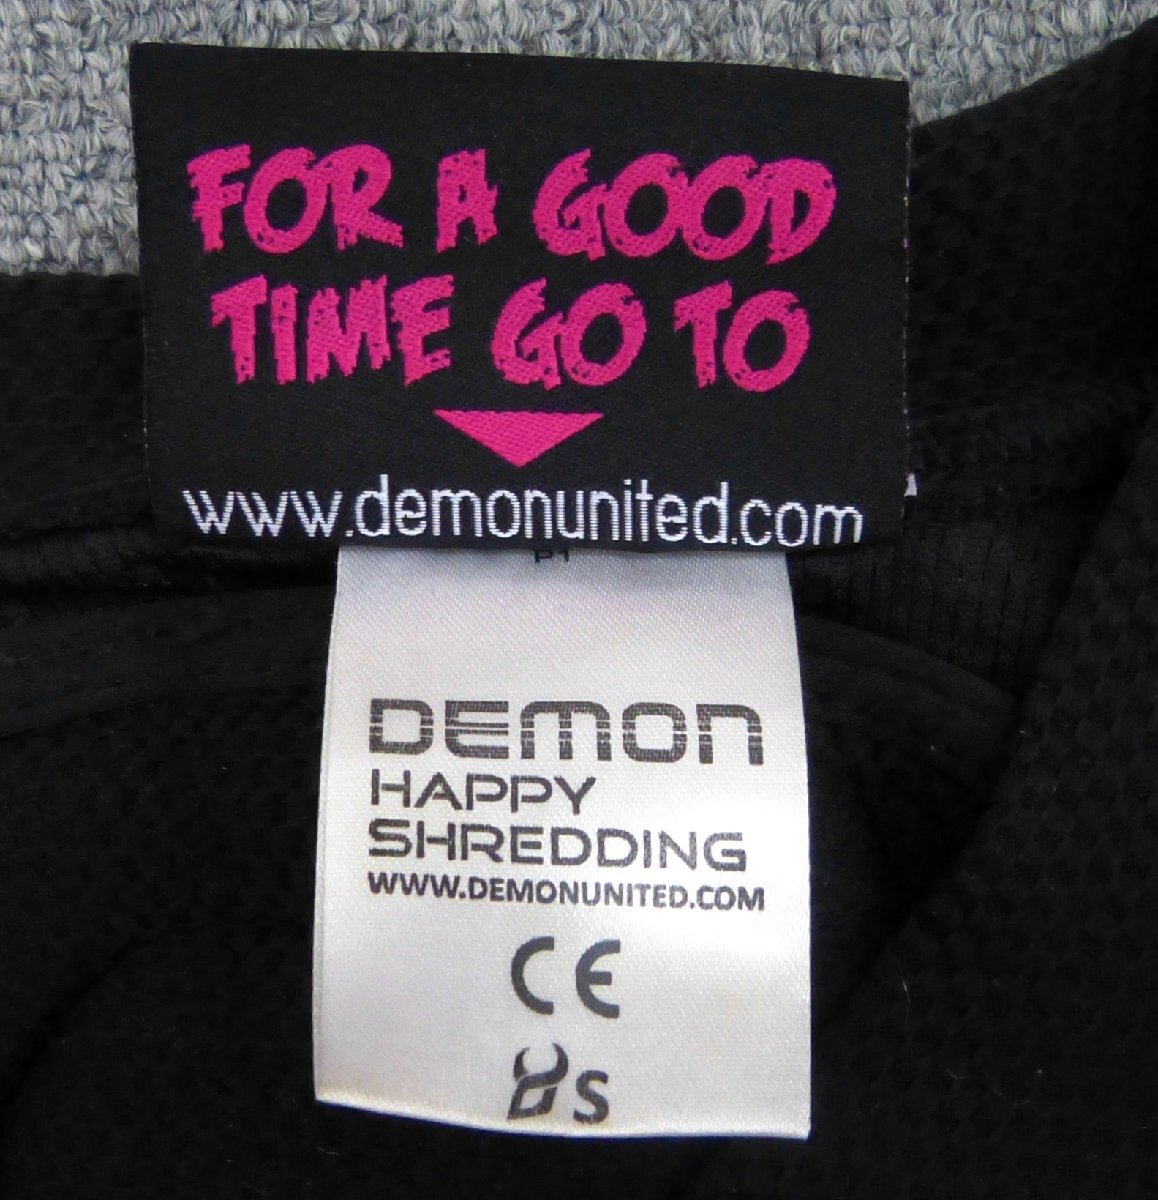 FOR A GOOD
TIME GO TO
www.demonunited.com
DEMON
HAPPY
SHREDDING
WWW.DEMONUNITED.COM
CE
S